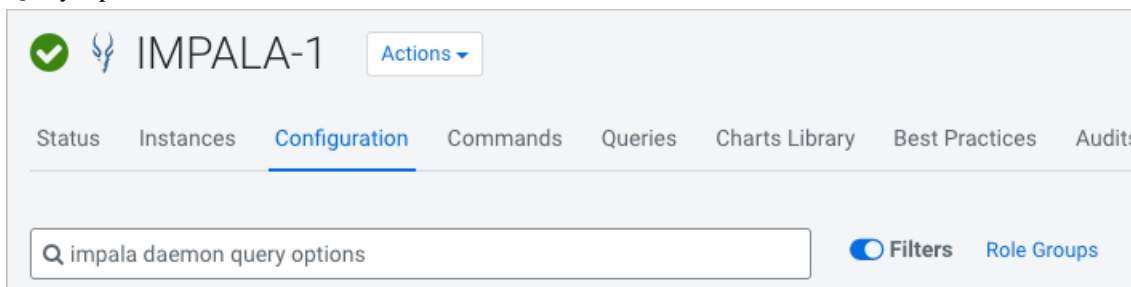 IMPALA-1 Actions
Status Instances Configuration Commands Queries Charts Library Best Practices Audits
impala daemon query options Filters Role Groups